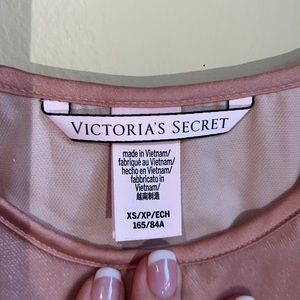 VICTORIA'S SECRET
made in Vietnam/
fabriqué au Vietnam/
hecho en Vietnam/
fabbricato in
Vietnam/
越南制造
XS/XP/ECH
165/84A